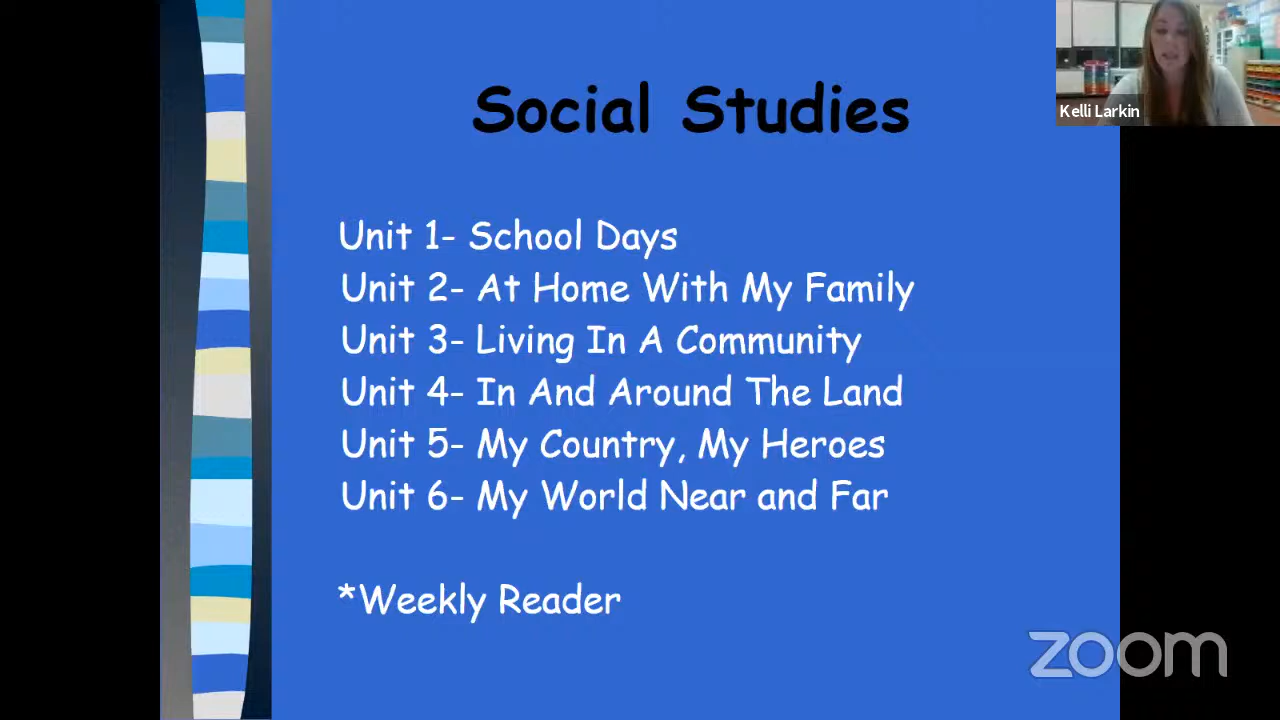 Kelli Larkin
Social Studies
Unit 1- School Days
Unit 2- At Home With My Family
Unit 3- Living In A Community
Unit 4- In And Around The Land
Unit 5- My Country, My Heroes
Unit 6- My World Near and Far
*Weekly Reader
zoom